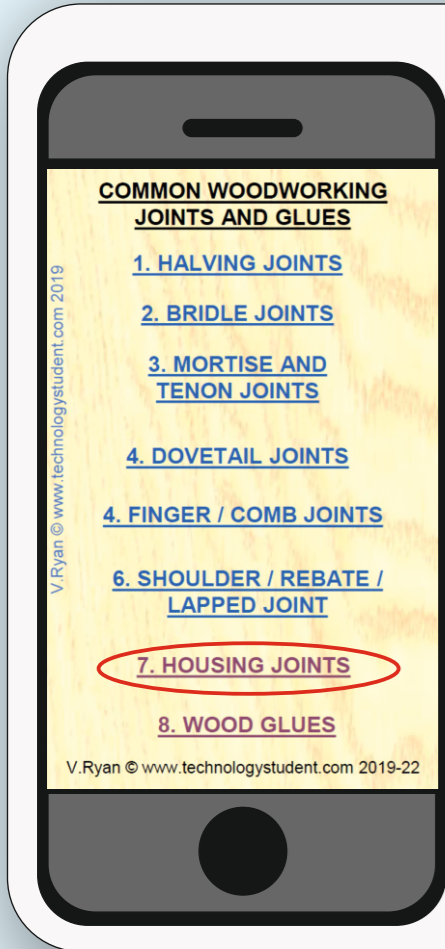 COMMON WOODWORKING
JOINTS AND GLUES
1. HALVING JOINTS
2. BRIDLE JOINTS
3. MORTISE AND
TENON JOINTS
4. DOVETAIL JOINTS
4. FINGER / COMB JOINTS
6. SHOULDER / REBATE /
LAPPED JOINT
7. HOUSING JOINTS
8. WOOD GLUES
V.Ryan © www.technologystudent.com 2019-22
V.Ryan © www.technologystudent.com 2019